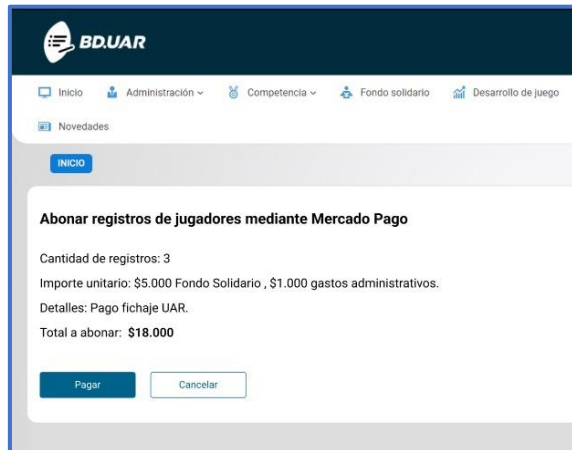 BD.UAR
Inicio Administración Competencia Fondo solidario Desarrollo de juego
Novedades
INICIO
Abonar registros de jugadores mediante Mercado Pago
Cantidad de registros: 3
Importe unitario: $5.000 Fondo Solidario , $1.000 gastos administrativos.
Detalles: Pago fichaje UAR.
Total a abonar: $18.000
Pagar Cancelar